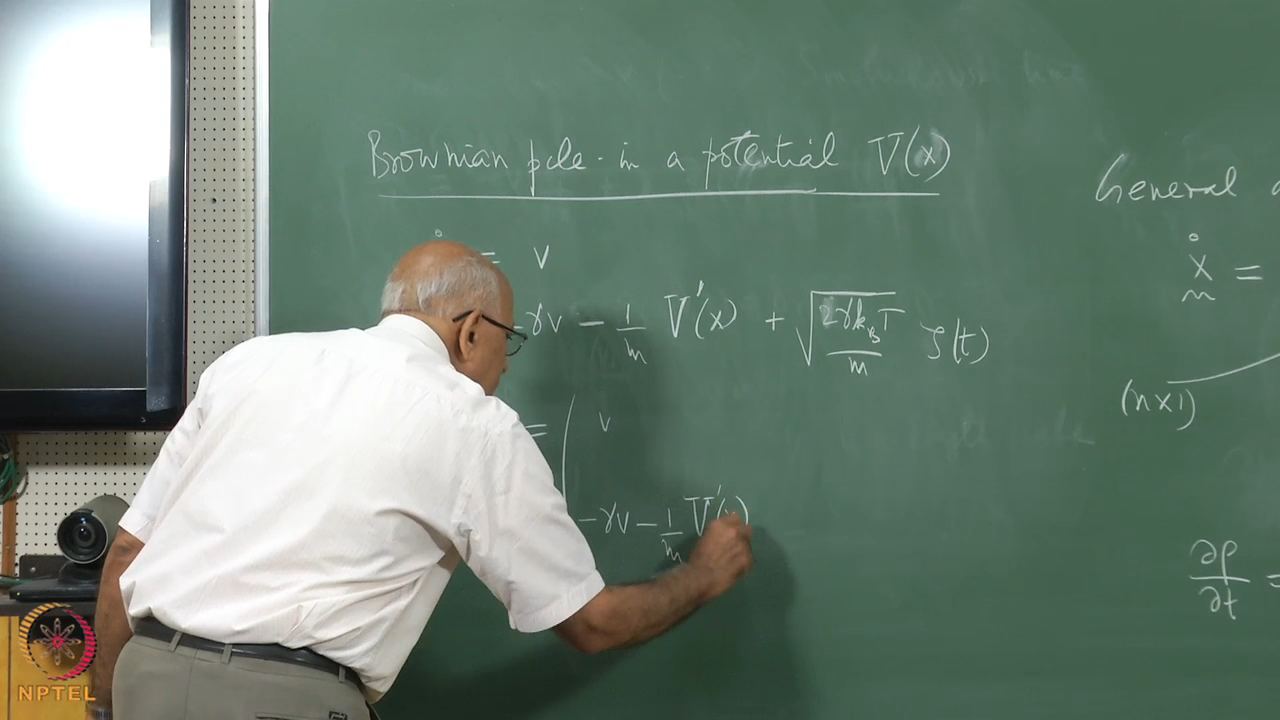 Brownian pcle. in a potential V(x)
= v
-γv - 1/m V'(x) + √(2γk_BT/m) ζ(t)
= ( v
-γv - 1/m V'(x)
General
ẋ =
(n×1)
∂ρ/∂t =
NPTEL